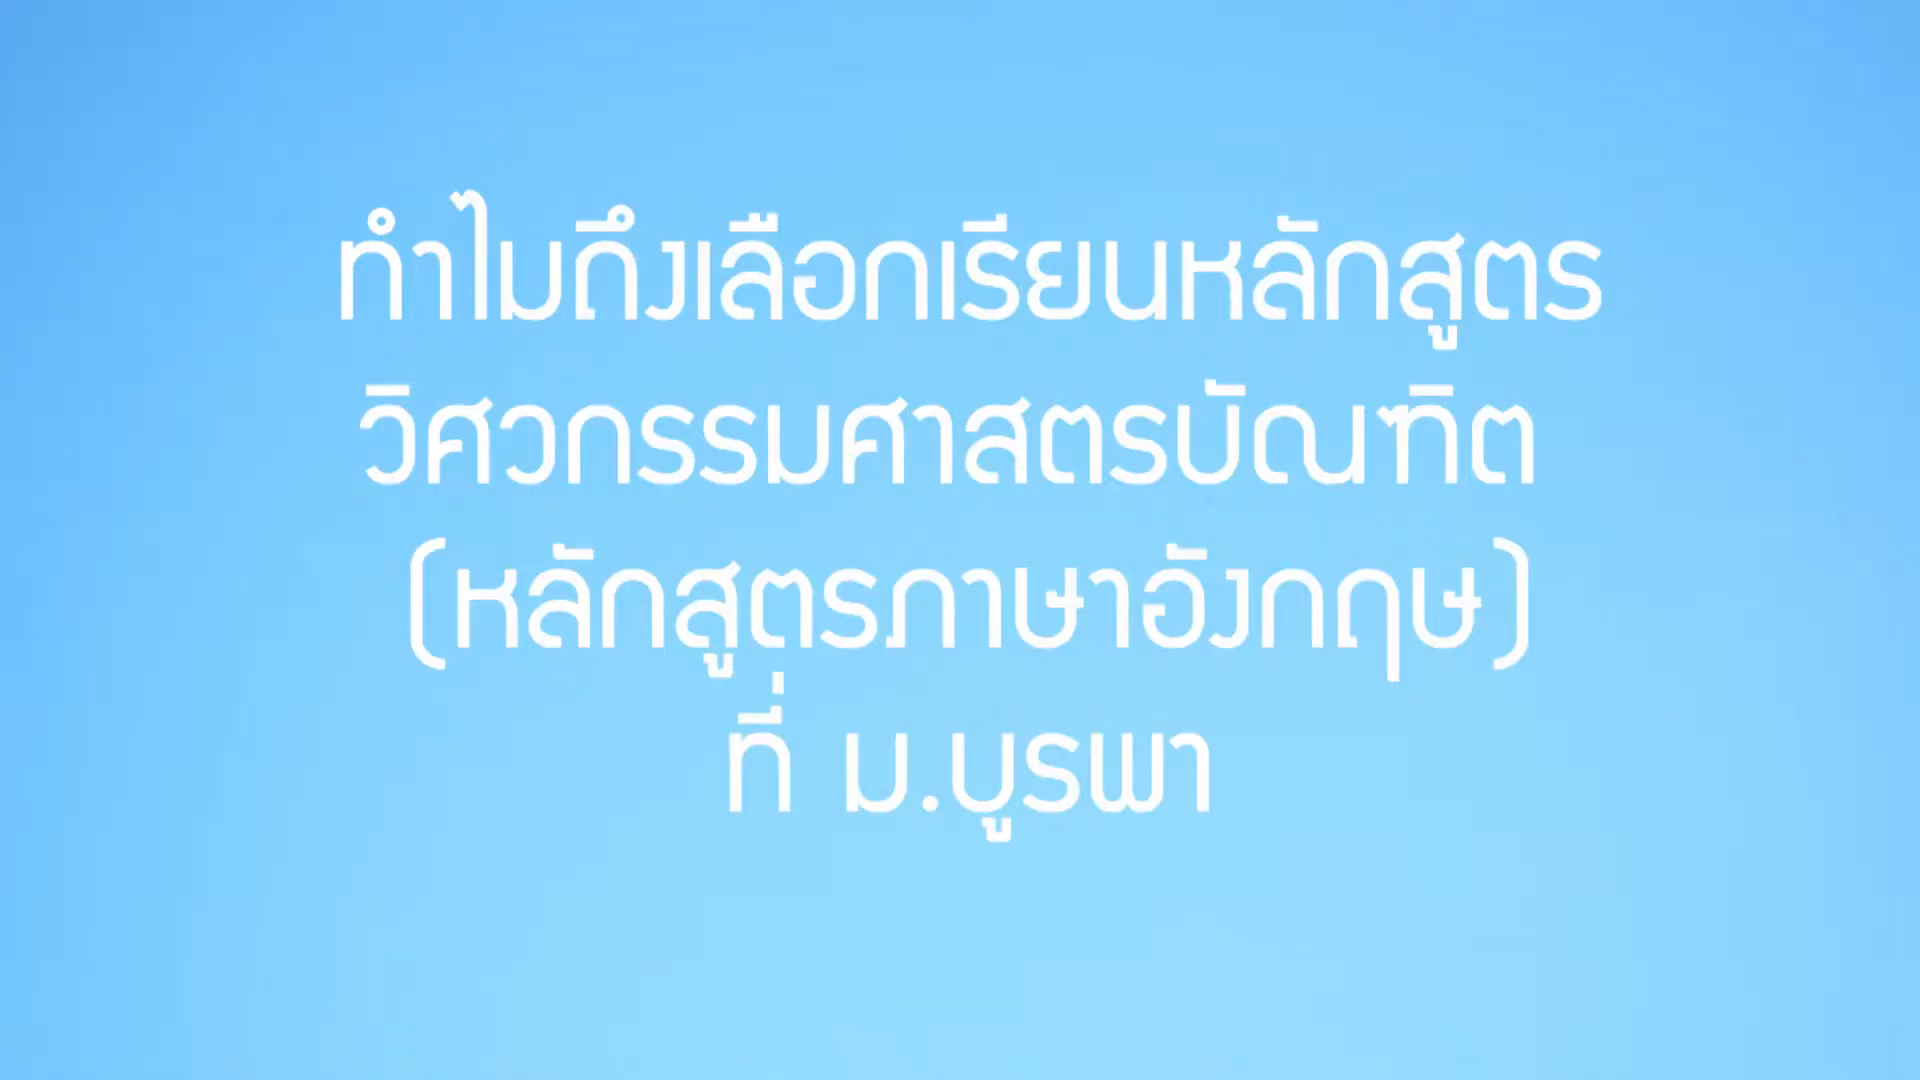 ทำไมถึงเลือกเรียนหลักสูตร
วิศวกรรมศาสตรบัณฑิต
(หลักสูตรภาษาอังกฤษ)
ที่ ม.บูรพา